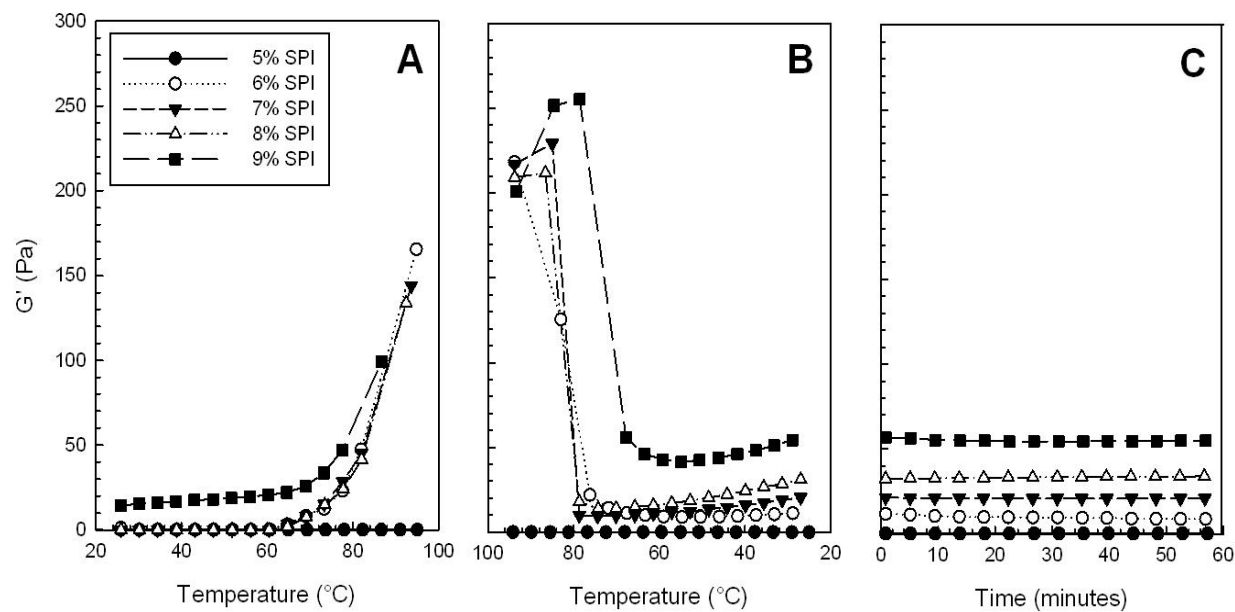 300
250
200
150
100
50
0
G' (Pa)
5% SPI
6% SPI
7% SPI
8% SPI
9% SPI
A
20 40 60 80 100
Temperature (°C)
B
100 80 60 40 20
Temperature (°C)
C
0 10 20 30 40 50 60
Time (minutes)